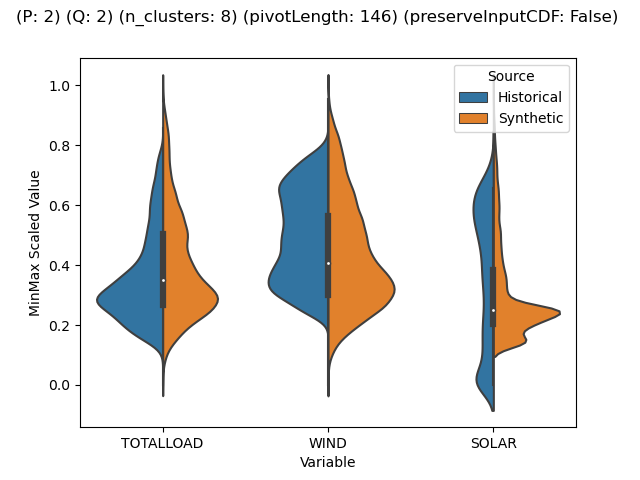 (P: 2) (Q: 2) (n_clusters: 8) (pivotLength: 146) (preserveInputCDF: False)
Source
Historical
Synthetic
MinMax Scaled Value
1.0
0.8
0.6
0.4
0.2
0.0
TOTALLOAD
WIND
SOLAR
Variable